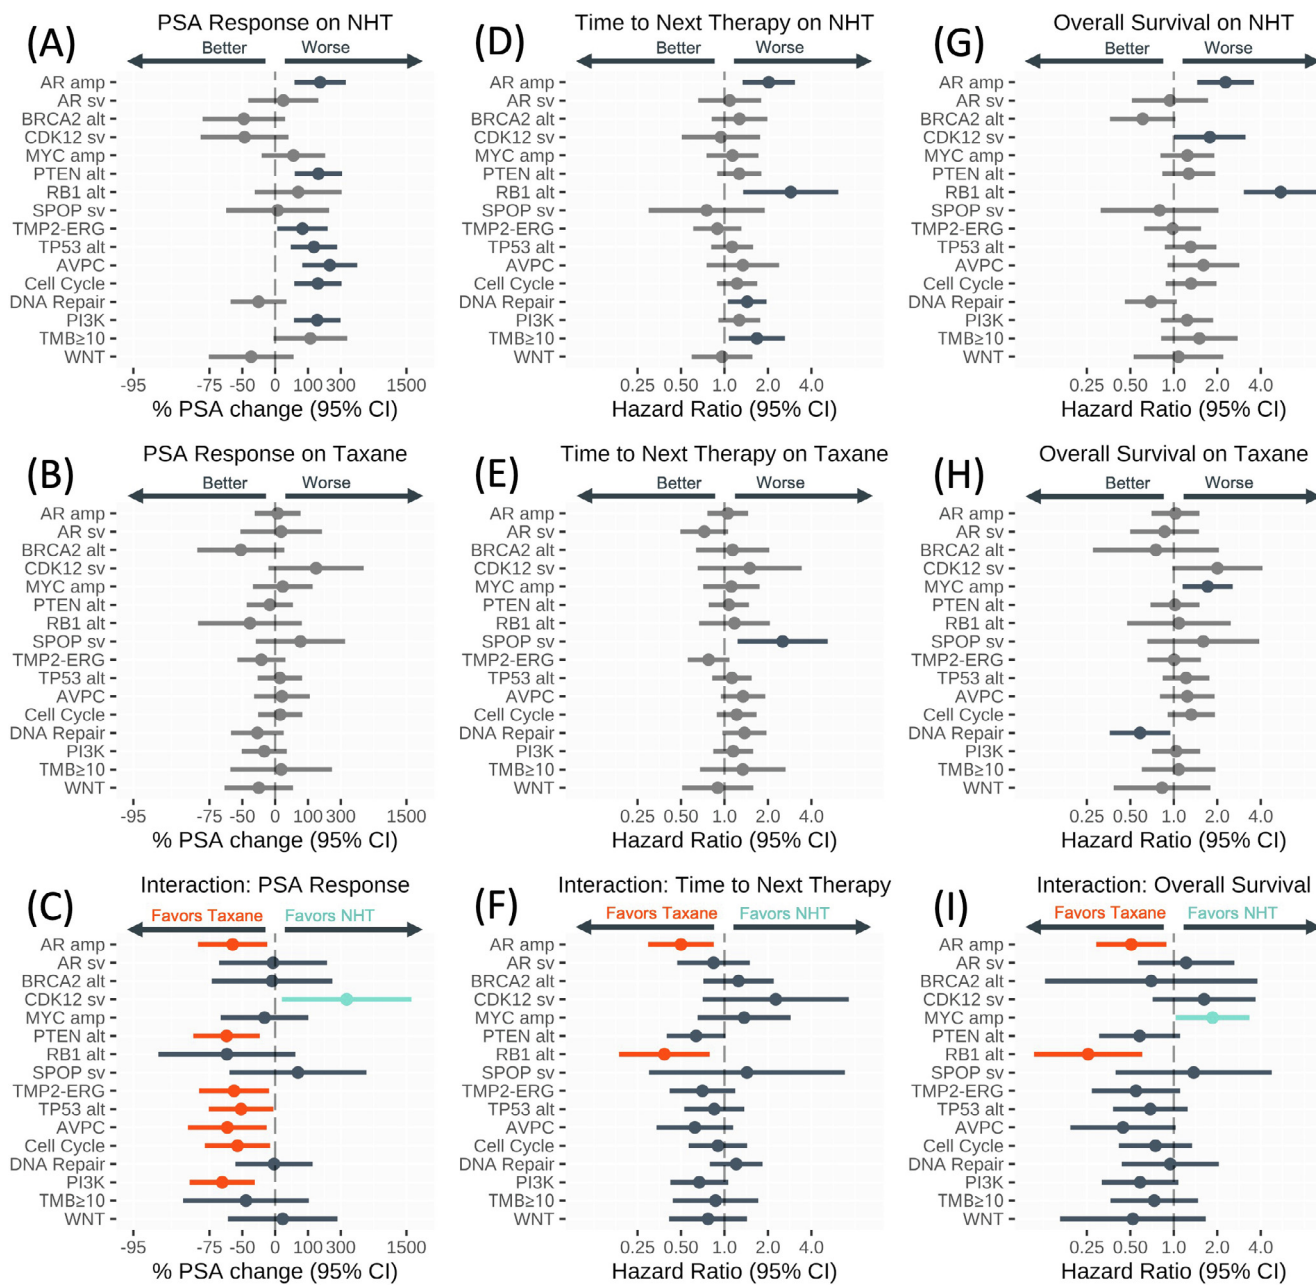 (A)
PSA Response on NHT
Better
Worse
AR amp
AR sv
BRCA2 alt
CDK12 sv
MYC amp
PTEN alt
RB1 alt
SPOP sv
TMP2-ERG
TP53 alt
AVPC
Cell Cycle
DNA Repair
PI3K
TMB≥10
WNT
-95 -75 -50 0 100 300 1500
% PSA change (95% CI)
(D)
Time to Next Therapy on NHT
Better
Worse
AR amp
AR sv
BRCA2 alt
CDK12 sv
MYC amp
PTEN alt
RB1 alt
SPOP sv
TMP2-ERG
TP53 alt
AVPC
Cell Cycle
DNA Repair
PI3K
TMB≥10
WNT
0.25 0.50 1.0 2.0 4.0
Hazard Ratio (95% CI)
(G)
Overall Survival on NHT
Better
Worse
AR amp
AR sv
BRCA2 alt
CDK12 sv
MYC amp
PTEN alt
RB1 alt
SPOP sv
TMP2-ERG
TP53 alt
AVPC
Cell Cycle
DNA Repair
PI3K
TMB≥10
WNT
0.25 0.50 1.0 2.0 4.0
Hazard Ratio (95% CI)
(B)
PSA Response on Taxane
Better
Worse
AR amp
AR sv
BRCA2 alt
CDK12 sv
MYC amp
PTEN alt
RB1 alt
SPOP sv
TMP2-ERG
TP53 alt
AVPC
Cell Cycle
DNA Repair
PI3K
TMB≥10
WNT
-95 -75 -50 0 100 300 1500
% PSA change (95% CI)
(E)
Time to Next Therapy on Taxane
Better
Worse
AR amp
AR sv
BRCA2 alt
CDK12 sv
MYC amp
PTEN alt
RB1 alt
SPOP sv
TMP2-ERG
TP53 alt
AVPC
Cell Cycle
DNA Repair
PI3K
TMB≥10
WNT
0.25 0.50 1.0 2.0 4.0
Hazard Ratio (95% CI)
(H)
Overall Survival on Taxane
Better
Worse
AR amp
AR sv
BRCA2 alt
CDK12 sv
MYC amp
PTEN alt
RB1 alt
SPOP sv
TMP2-ERG
TP53 alt
AVPC
Cell Cycle
DNA Repair
PI3K
TMB≥10
WNT
0.25 0.50 1.0 2.0 4.0
Hazard Ratio (95% CI)
(C)
Interaction: PSA Response
Favors Taxane
Favors NHT
AR amp
AR sv
BRCA2 alt
CDK12 sv
MYC amp
PTEN alt
RB1 alt
SPOP sv
TMP2-ERG
TP53 alt
AVPC
Cell Cycle
DNA Repair
PI3K
TMB≥10
WNT
-95 -75 -50 0 100 300 1500
% PSA change (95% CI)
(F)
Interaction: Time to Next Therapy
Favors Taxane
Favors NHT
AR amp
AR sv
BRCA2 alt
CDK12 sv
MYC amp
PTEN alt
RB1 alt
SPOP sv
TMP2-ERG
TP53 alt
AVPC
Cell Cycle
DNA Repair
PI3K
TMB≥10
WNT
0.25 0.50 1.0 2.0 4.0
Hazard Ratio (95% CI)
(I)
Interaction: Overall Survival
Favors Taxane
Favors NHT
AR amp
AR sv
BRCA2 alt
CDK12 sv
MYC amp
PTEN alt
RB1 alt
SPOP sv
TMP2-ERG
TP53 alt
AVPC
Cell Cycle
DNA Repair
PI3K
TMB≥10
WNT
0.25 0.50 1.0 2.0 4.0
Hazard Ratio (95% CI)